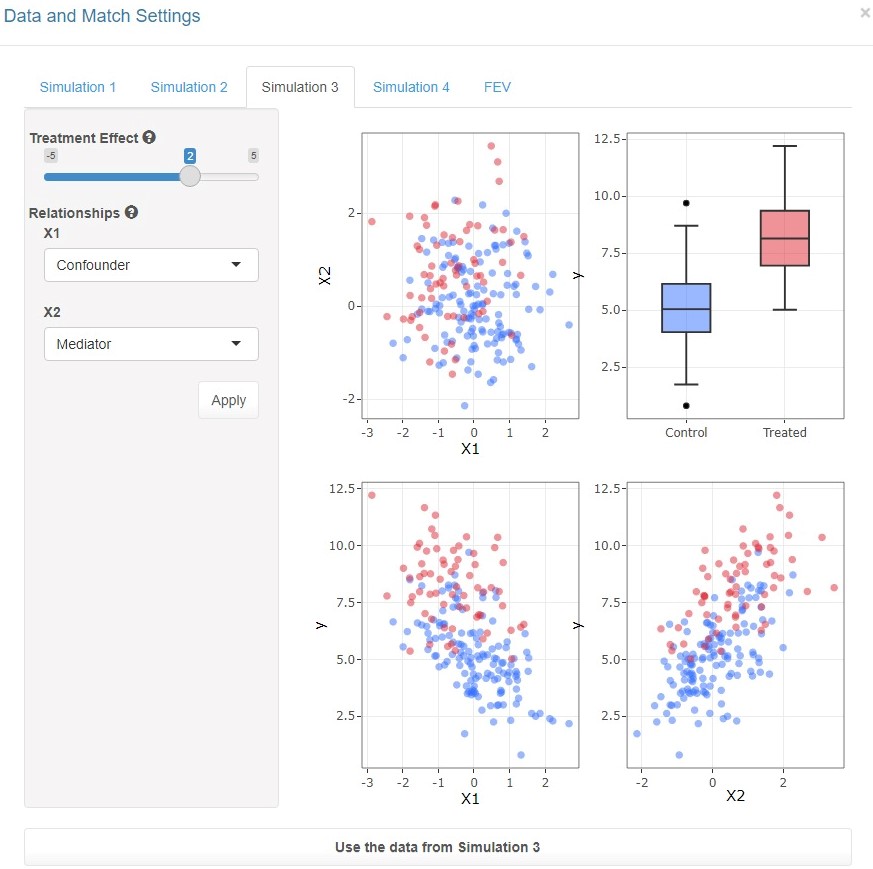 Data and Match Settings
×
Simulation 1
Simulation 2
Simulation 3
Simulation 4
FEV
Treatment Effect ?
-5
2
5
Relationships ?
X1
Confounder
X2
Mediator
Apply
2
0
-2
X2
-3 -2 -1 0 1 2
X1
12.5
10.0
7.5
5.0
2.5
y
Control Treated
12.5
10.0
7.5
5.0
2.5
y
-3 -2 -1 0 1 2
X1
12.5
10.0
7.5
5.0
2.5
y
-2 0 2
X2
Use the data from Simulation 3